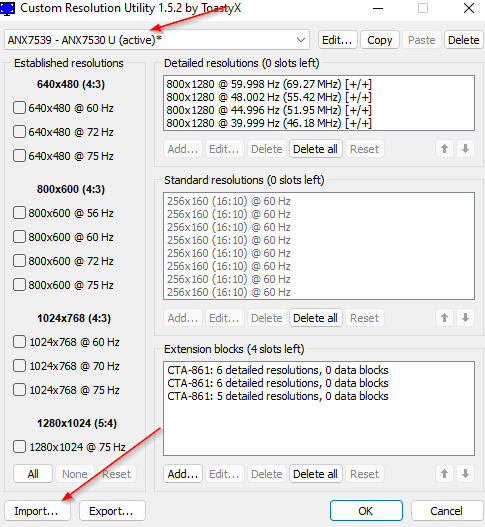 Custom Resolution Utility 1.5.2 by ToastyX
ANX7539 - ANX7530 U (active)*
Edit...
Copy
Paste
Delete
Established resolutions
640x480 (4:3)
640x480 @ 60 Hz
640x480 @ 72 Hz
640x480 @ 75 Hz
800x600 (4:3)
800x600 @ 56 Hz
800x600 @ 60 Hz
800x600 @ 72 Hz
800x600 @ 75 Hz
1024x768 (4:3)
1024x768 @ 60 Hz
1024x768 @ 70 Hz
1024x768 @ 75 Hz
1280x1024 (5:4)
1280x1024 @ 75 Hz
All
None
Reset
Detailed resolutions (0 slots left)
800x1280 @ 59.998 Hz (69.27 MHz) [+/+]
800x1280 @ 48.002 Hz (55.42 MHz) [+/+]
800x1280 @ 44.996 Hz (51.95 MHz) [+/+]
800x1280 @ 39.999 Hz (46.18 MHz) [+/+]
Add...
Edit...
Delete
Delete all
Reset
Standard resolutions (0 slots left)
256x160 (16:10) @ 60 Hz
256x160 (16:10) @ 60 Hz
256x160 (16:10) @ 60 Hz
256x160 (16:10) @ 60 Hz
256x160 (16:10) @ 60 Hz
256x160 (16:10) @ 60 Hz
256x160 (16:10) @ 60 Hz
256x160 (16:10) @ 60 Hz
Add...
Edit...
Delete
Delete all
Reset
Extension blocks (4 slots left)
CTA-861: 6 detailed resolutions, 0 data blocks
CTA-861: 6 detailed resolutions, 0 data blocks
CTA-861: 5 detailed resolutions, 0 data blocks
Add...
Edit...
Delete
Delete all
Reset
Import...
Export...
OK
Cancel